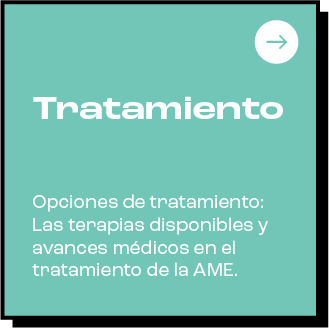 Tratamiento
Opciones de tratamiento:
Las terapias disponibles y
avances médicos en el
tratamiento de la AME.